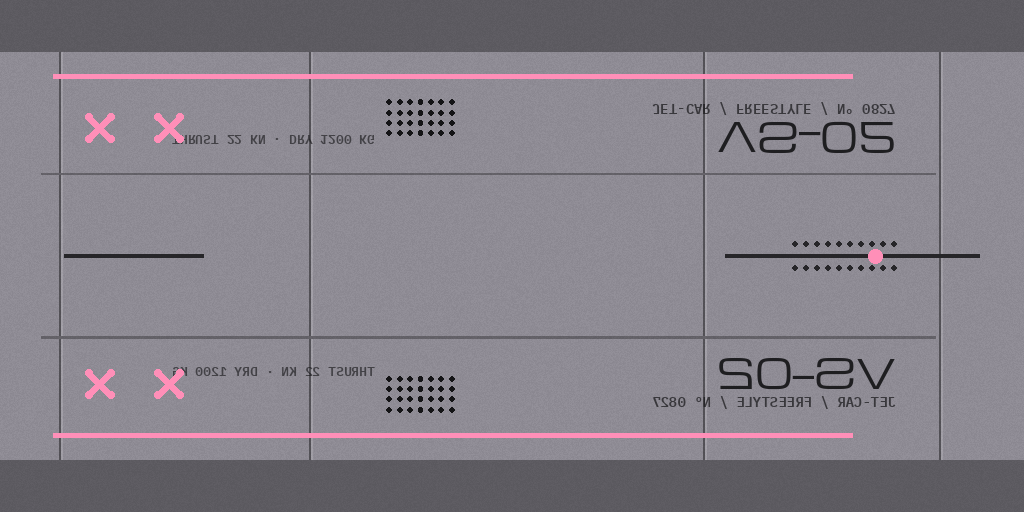 JET-CAR / FREESTYLE / Nº 0827
VS-02
THRUST 22 KN · DRY 1200 KG
VS-02
THRUST 22 KN · DRY 1200 KG
JET-CAR / FREESTYLE / Nº 0827